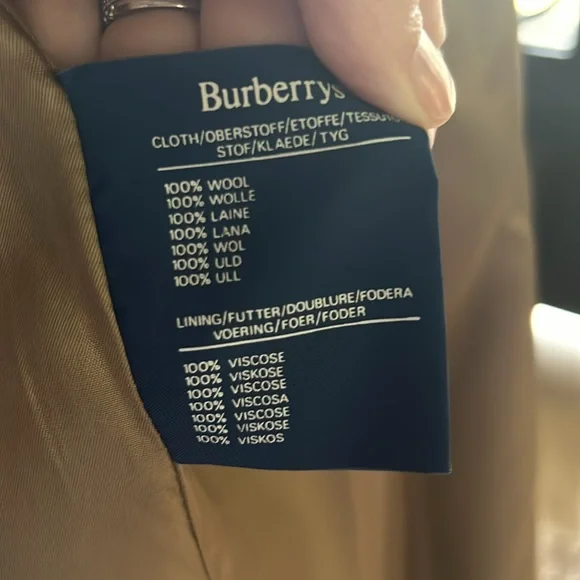 Burberrys
CLOTH/OBERSTOFF/ETOFFE/TESSUTO
STOF/KLAEDE/TYG
100% WOOL
100% WOLLE
100% LAINE
100% LANA
100% WOL
100% ULD
100% ULL
LINING/FUTTER/DOUBLURE/FODERA
VOERING/FOER/FODER
100% VISCOSE
100% VISKOSE
100% VISCOSE
100% VISCOSA
100% VISCOSE
100% VISKOSE
100% VISKOS